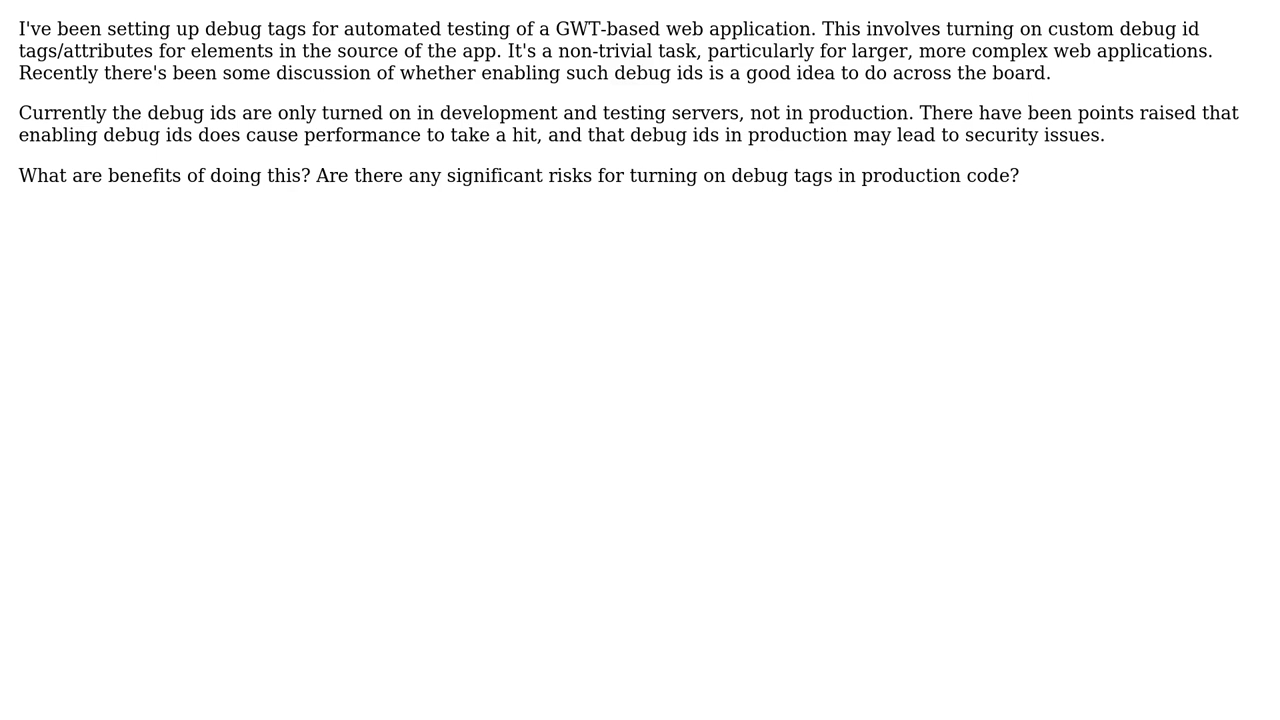 I've been setting up debug tags for automated testing of a GWT-based web application. This involves turning on custom debug id
tags/attributes for elements in the source of the app. It's a non-trivial task, particularly for larger, more complex web applications.
Recently there's been some discussion of whether enabling such debug ids is a good idea to do across the board.
Currently the debug ids are only turned on in development and testing servers, not in production. There have been points raised that
enabling debug ids does cause performance to take a hit, and that debug ids in production may lead to security issues.
What are benefits of doing this? Are there any significant risks for turning on debug tags in production code?